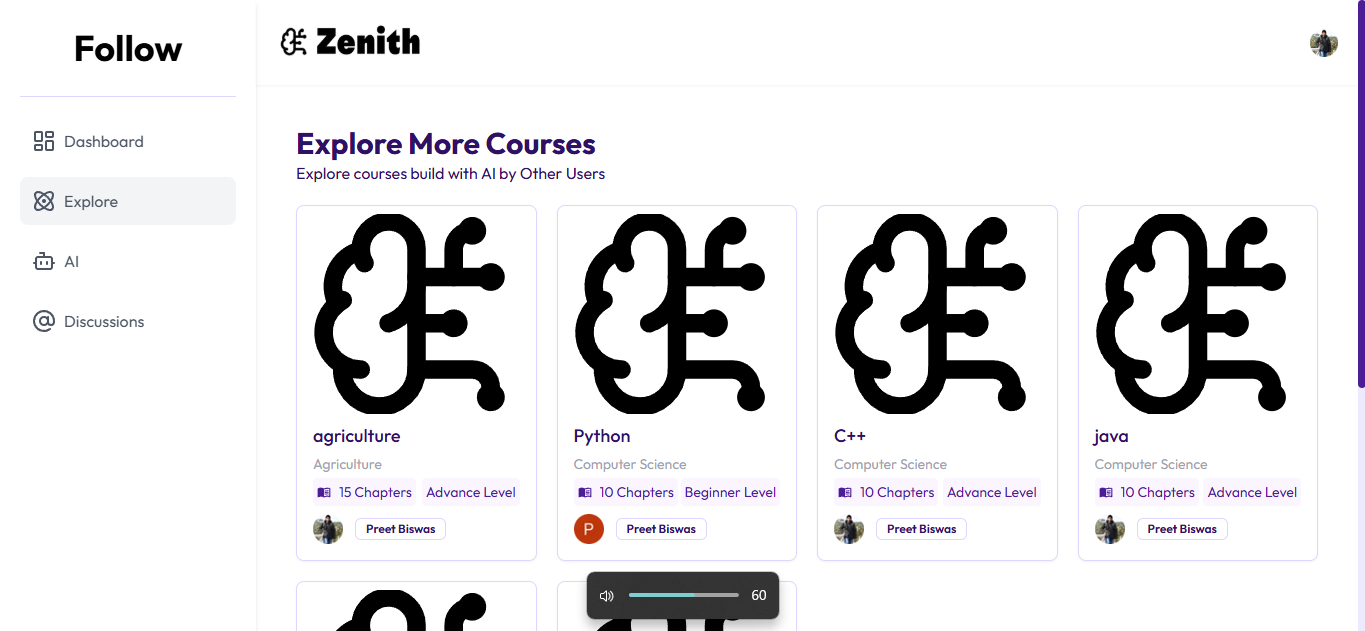 Follow
Zenith
Dashboard
Explore
AI
Discussions
Explore More Courses
Explore courses build with AI by Other Users
agriculture
Agriculture
15 Chapters Advance Level
Preet Biswas
Python
Computer Science
10 Chapters Beginner Level
P
Preet Biswas
C++
Computer Science
10 Chapters Advance Level
Preet Biswas
java
Computer Science
10 Chapters Advance Level
Preet Biswas
60